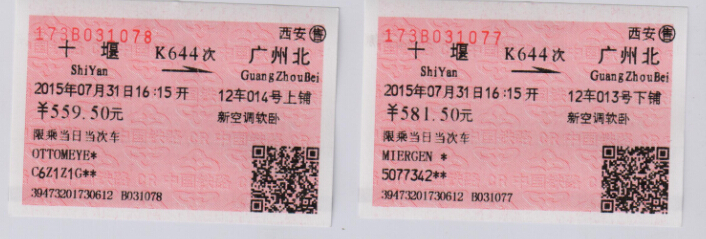 173B031078 西安售
十堰 K644次 广州北
ShiYan GuangZhouBei
2015年07月31日16:15开 12车014号上铺
¥559.50元 新空调软卧
限乘当日当次车
OTTOMEYE*
C6Z1Z1G**
39473201730612 B031078
173B031077 西安售
十堰 K644次 广州北
ShiYan GuangZhouBei
2015年07月31日16:15开 12车013号下铺
¥581.50元 新空调软卧
限乘当日当次车
MIERGEN *
5077342**
39473201730612 B031077